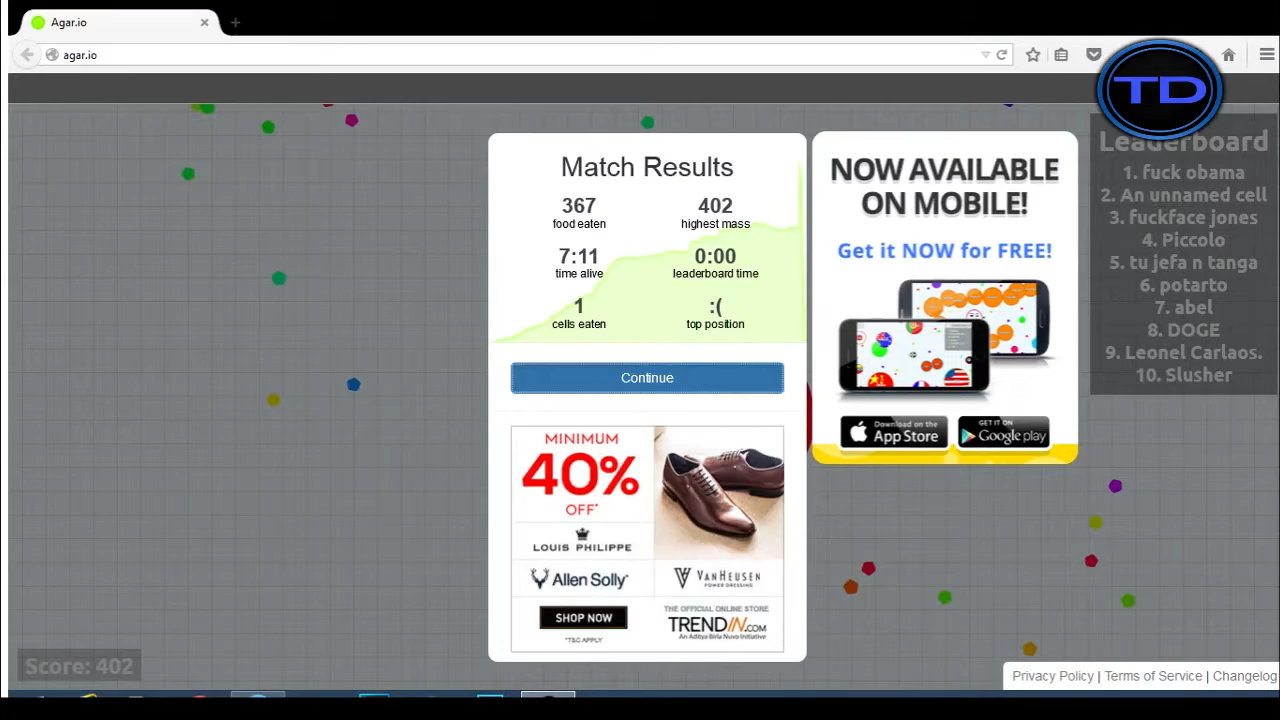 Agar.io
agar.io
TD
Match Results
367
food eaten
402
highest mass
7:11
time alive
0:00
leaderboard time
1
cells eaten
:(
top position
Continue
MINIMUM
40%
OFF*
LOUIS PHILIPPE
Allen Solly®
VANHEUSEN
POWER DRESSING
SHOP NOW
*T&C APPLY
THE OFFICIAL ONLINE STORE
TRENDIN.COM
An Aditya Birla Nuvo Initiative
NOW AVAILABLE
ON MOBILE!
Get it NOW for FREE!
Download on the
App Store
GET IT ON
Google play
Leaderboard
1. fuck obama
2. An unnamed cell
3. fuckface jones
4. Piccolo
5. tu jefa n tanga
6. potarto
7. abel
8. DOGE
9. Leonel Carlaos.
10. Slusher
Score: 402
Privacy Policy | Terms of Service | Changelog